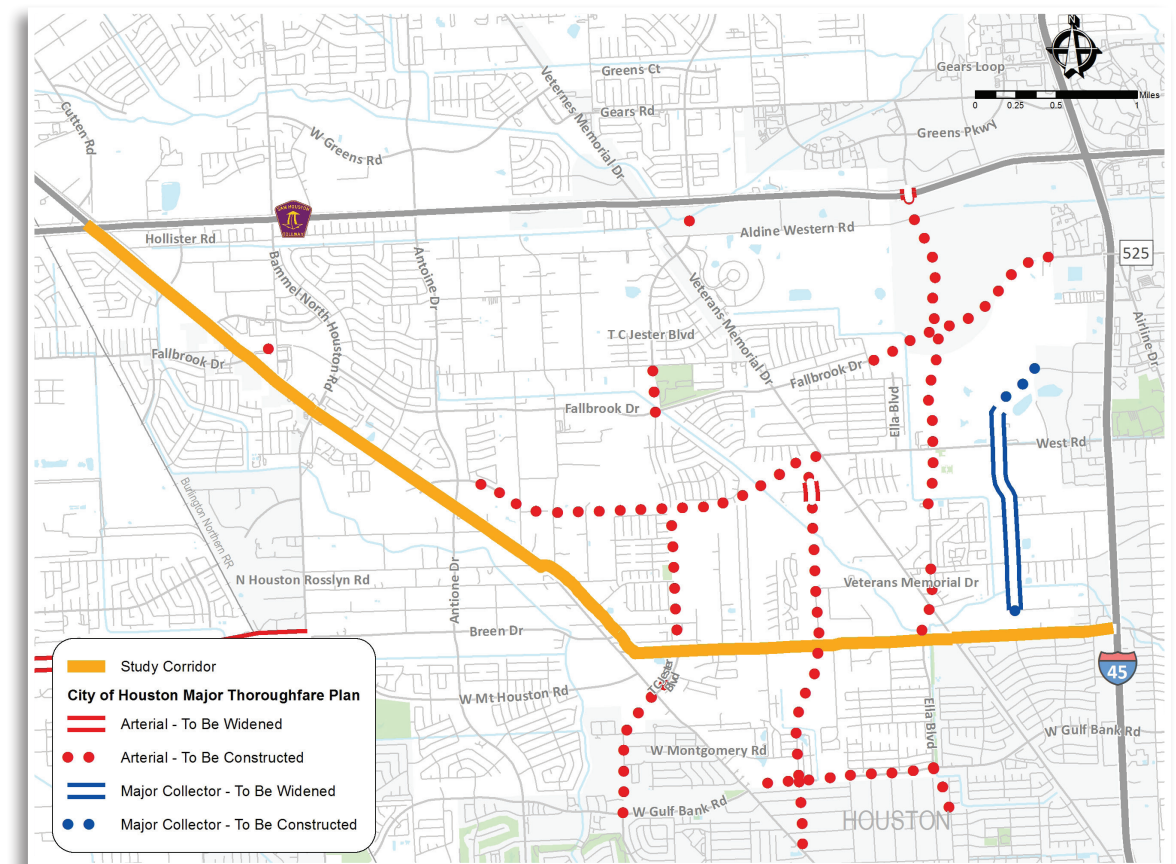 N
Miles
0 0.25 0.5 1
Greens Ct
Gears Loop
Cutten Rd
Veternes Memorial Dr
Gears Rd
W Greens Rd
Greens Pkwy
SAM HOUSTON
TOLLWAY
Hollister Rd
Aldine Western Rd
Bammel North Houston Rd
Antoine Dr
525
Veterans Memorial Dr
Airline Dr
T C Jester Blvd
Fallbrook Dr
Fallbrook Dr
Fallbrook Dr
Ella Blvd
West Rd
Burlington Northern RR
N Houston Rosslyn Rd
Antione Dr
Veterans Memorial Dr
Breen Dr
45
T C Jester
Blvd
W Mt Houston Rd
Ella Blvd
W Gulf Bank Rd
W Montgomery Rd
W Gulf Bank Rd
HOUSTON
Study Corridor
City of Houston Major Thoroughfare Plan
Arterial - To Be Widened
Arterial - To Be Constructed
Major Collector - To Be Widened
Major Collector - To Be Constructed